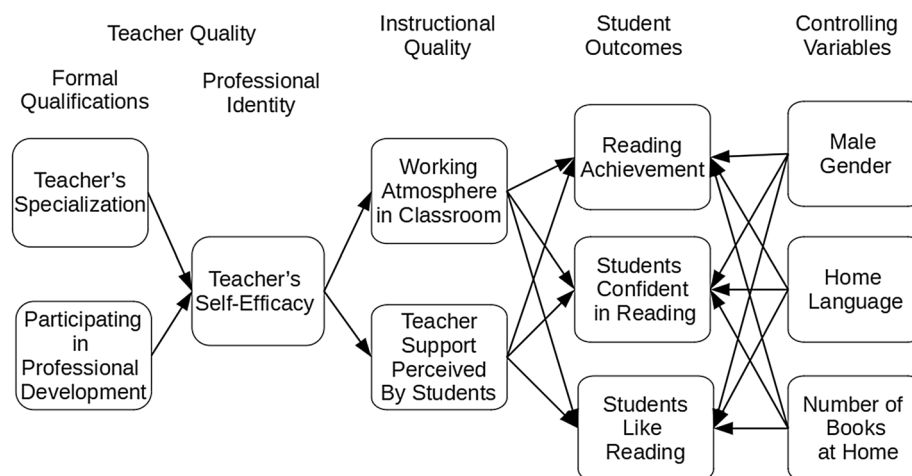 Teacher Quality
Instructional
Quality
Student
Outcomes
Controlling
Variables
Formal
Qualifications
Professional
Identity
Teacher's
Specialization
Participating
in
Professional
Development
Teacher's
Self-Efficacy
Working
Atmosphere
in Classroom
Teacher
Support
Perceived
By Students
Reading
Achievement
Students
Confident
in Reading
Students
Like
Reading
Male
Gender
Home
Language
Number of
Books
at Home